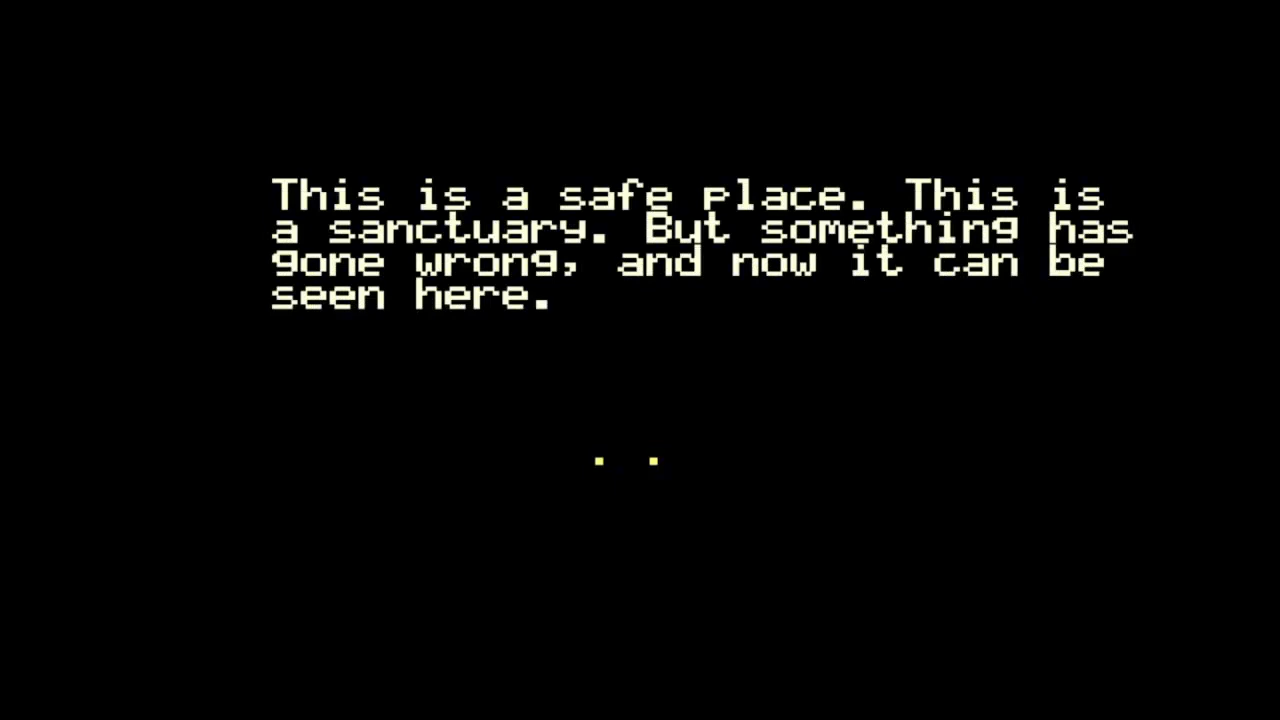 This is a safe place. This is
a sanctuary. But something has
gone wrong, and now it can be
seen here.